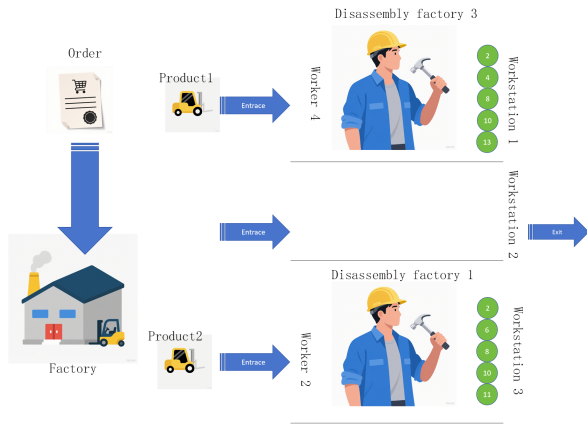 Disassembly factory 3
Order
Product1
Entrace
Worker 4
2
4
8
10
13
Workstation 1
Entrace
Workstation 2
Exit
Disassembly factory 1
Product2
Entrace
Worker 2
2
6
8
10
11
Workstation 3
Factory